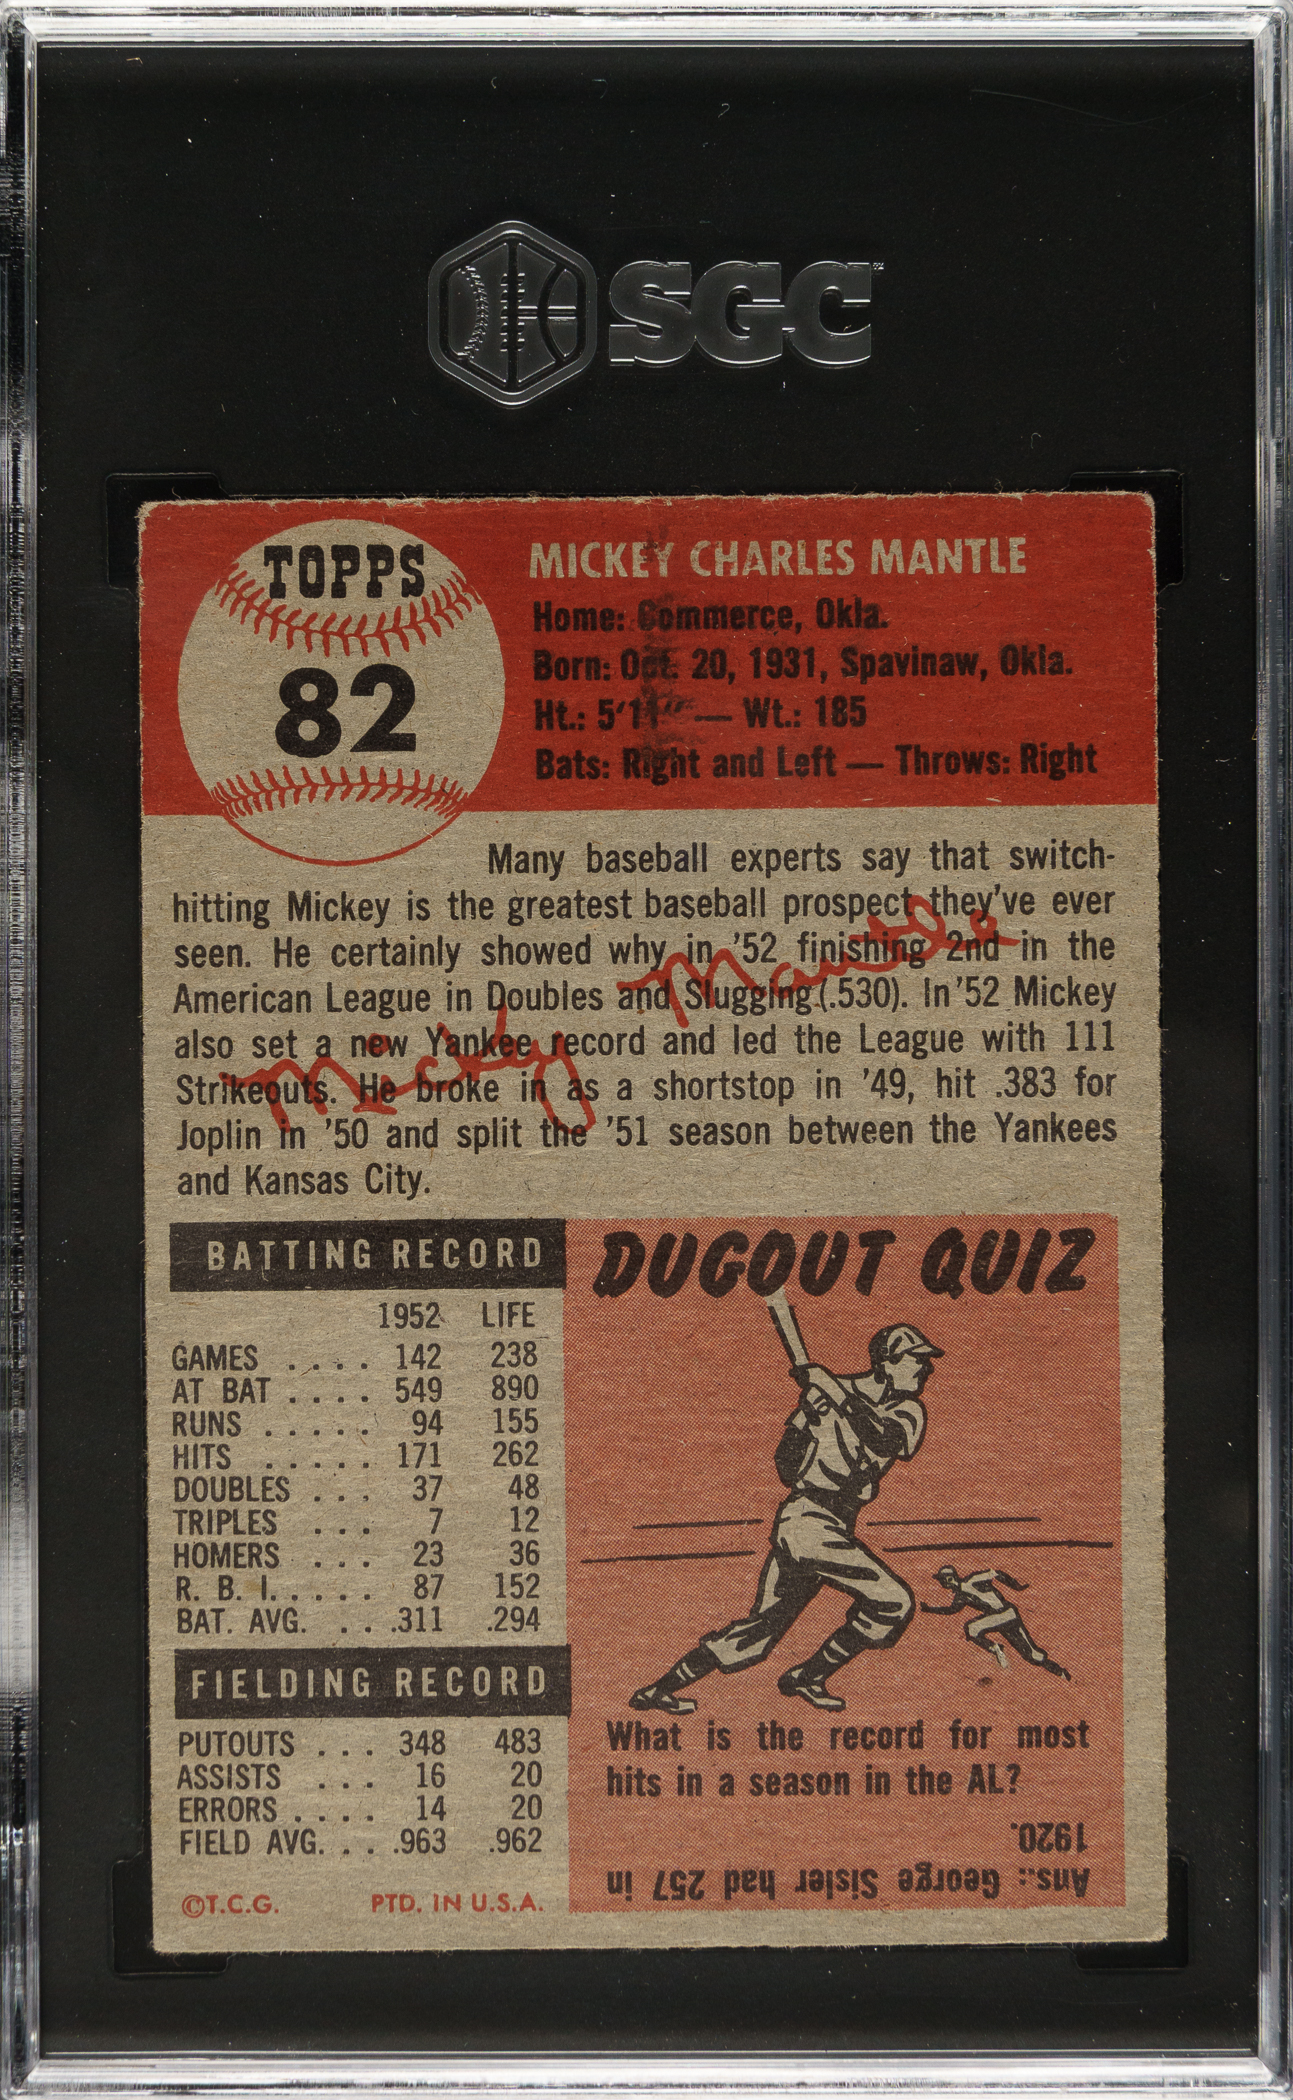 SGC
TOPPS
82
MICKEY CHARLES MANTLE
Home: Commerce, Okla.
Born: Oct. 20, 1931, Spavinaw, Okla.
Ht.: 5'11" — Wt.: 185
Bats: Right and Left — Throws: Right
Many baseball experts say that switch-
hitting Mickey is the greatest baseball prospect they've ever
seen. He certainly showed why in '52 finishing 2nd in the
American League in Doubles and Slugging (.530). In '52 Mickey
also set a new Yankee record and led the League with 111
Strikeouts. He broke in as a shortstop in '49, hit .383 for
Joplin in '50 and split the '51 season between the Yankees
and Kansas City.
Micky Mantle
BATTING RECORD
1952 LIFE
GAMES .... 142 238
AT BAT .... 549 890
RUNS ..... 94 155
HITS ..... 171 262
DOUBLES ... 37 48
TRIPLES ... 7 12
HOMERS ... 23 36
R. B. I. .... 87 152
BAT. AVG. ... .311 .294
FIELDING RECORD
PUTOUTS ... 348 483
ASSISTS ... 16 20
ERRORS .... 14 20
FIELD AVG. ... .963 .962
©T.C.G. PTD. IN U.S.A.
DUGOUT QUIZ
What is the record for most
hits in a season in the AL?
Ans.: George Sisler had 257 in
1920.